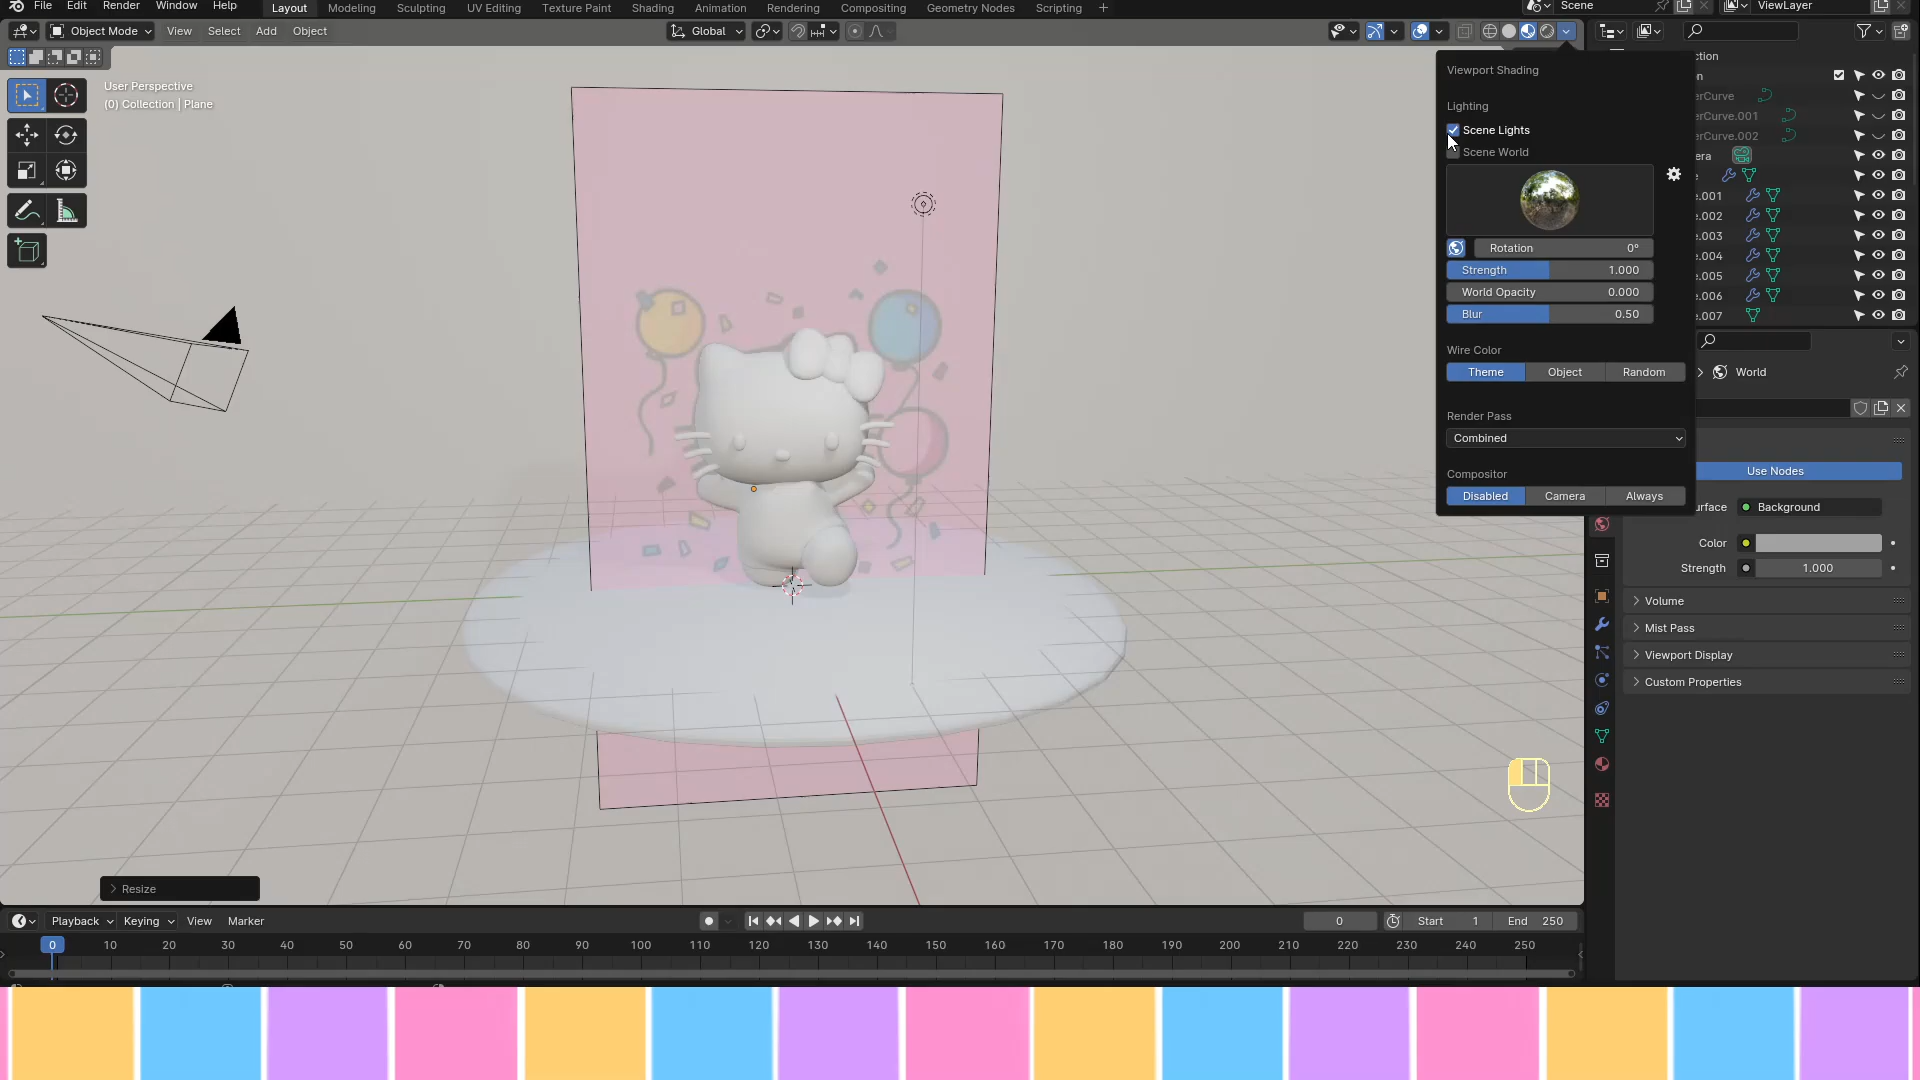 File Edit Render Window Help Layout Modeling Sculpting UV Editing Texture Paint Shading Animation Rendering Compositing Geometry Nodes Scripting + Scene ViewLayer
Object Mode View Select Add Object Global
User Perspective
(0) Collection | Plane
Viewport Shading
Lighting
Scene Lights
Scene World
Rotation 0°
Strength 1.000
World Opacity 0.000
Blur 0.50
Wire Color
Theme Object Random
Render Pass
Combined
Compositor
Disabled Camera Always
ction
n
erCurve
erCurve.001
erCurve.002
era
e
e.001
e.002
e.003
e.004
e.005
e.006
e.007
World
Use Nodes
urface Background
Color
Strength 1.000
Volume
Mist Pass
Viewport Display
Custom Properties
Resize
Playback Keying View Marker 0 Start 1 End 250
0 10 20 30 40 50 60 70 80 90 100 110 120 130 140 150 160 170 180 190 200 210 220 230 240 250